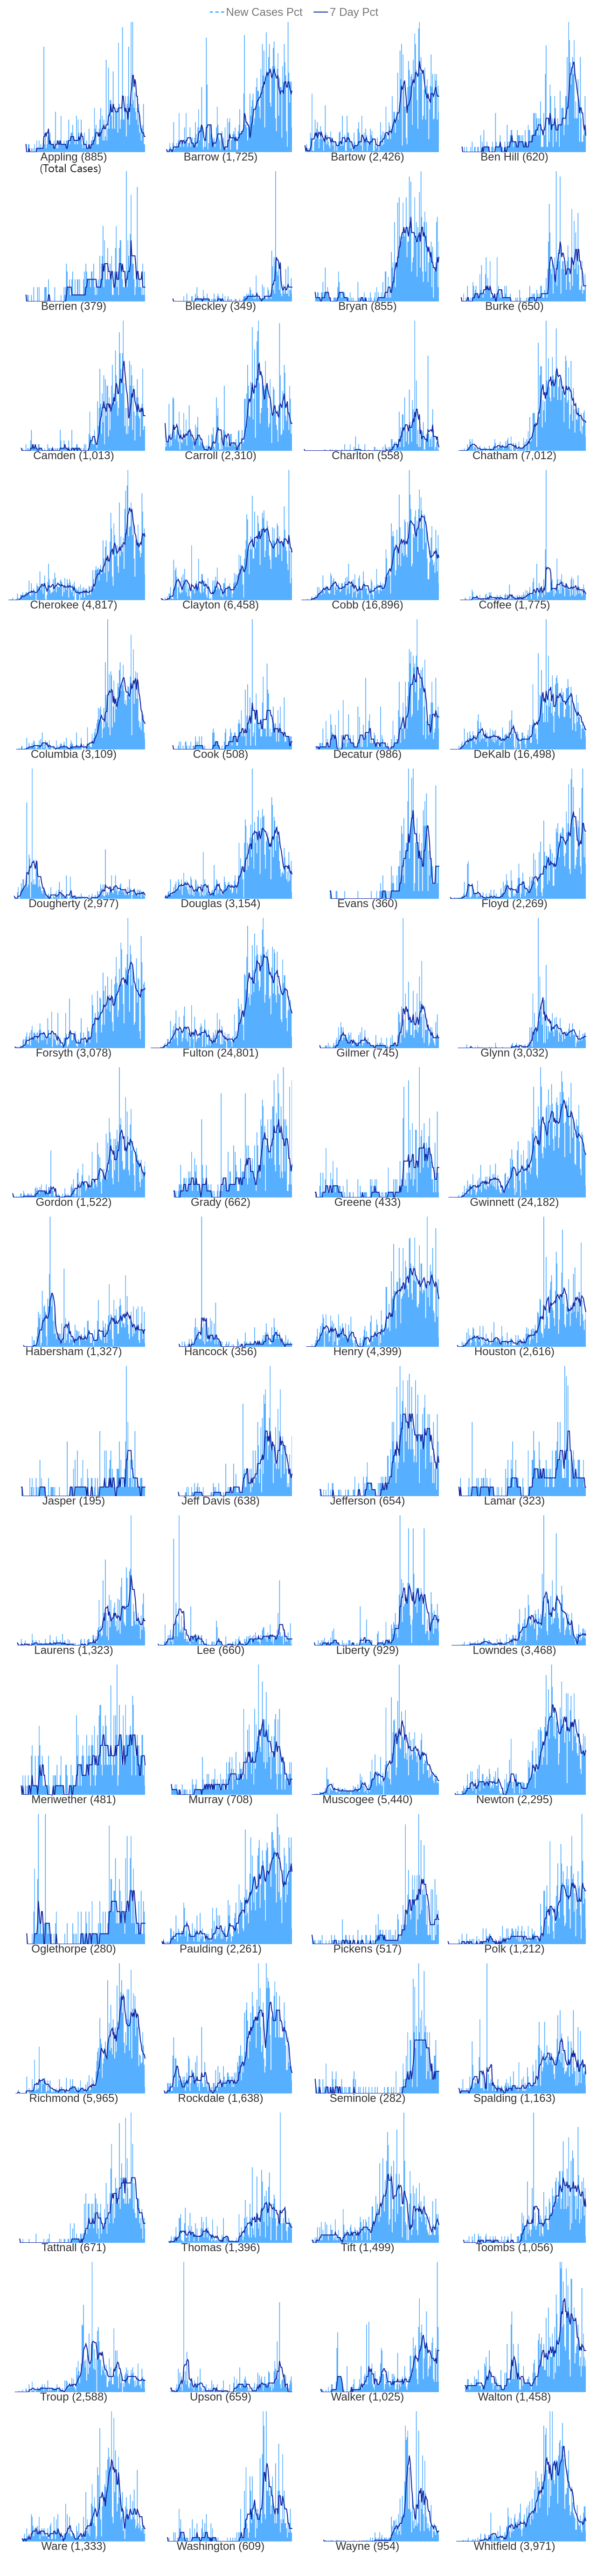 New Cases Pct 7 Day Pct
Appling (885) Barrow (1,725) Bartow (2,426) Ben Hill (620)
(Total Cases)
Berrien (379) Bleckley (349) Bryan (855) Burke (650)
Camden (1,013) Carroll (2,310) Charlton (558) Chatham (7,012)
Cherokee (4,817) Clayton (6,458) Cobb (16,896) Coffee (1,775)
Columbia (3,109) Cook (508) Decatur (986) DeKalb (16,498)
Dougherty (2,977) Douglas (3,154) Evans (360) Floyd (2,269)
Forsyth (3,078) Fulton (24,801) Gilmer (745) Glynn (3,032)
Gordon (1,522) Grady (662) Greene (433) Gwinnett (24,182)
Habersham (1,327) Hancock (356) Henry (4,399) Houston (2,616)
Jasper (195) Jeff Davis (638) Jefferson (654) Lamar (323)
Laurens (1,323) Lee (660) Liberty (929) Lowndes (3,468)
Meriwether (481) Murray (708) Muscogee (5,440) Newton (2,295)
Oglethorpe (280) Paulding (2,261) Pickens (517) Polk (1,212)
Richmond (5,965) Rockdale (1,638) Seminole (282) Spalding (1,163)
Tattnall (671) Thomas (1,396) Tift (1,499) Toombs (1,056)
Troup (2,588) Upson (659) Walker (1,025) Walton (1,458)
Ware (1,333) Washington (609) Wayne (954) Whitfield (3,971)